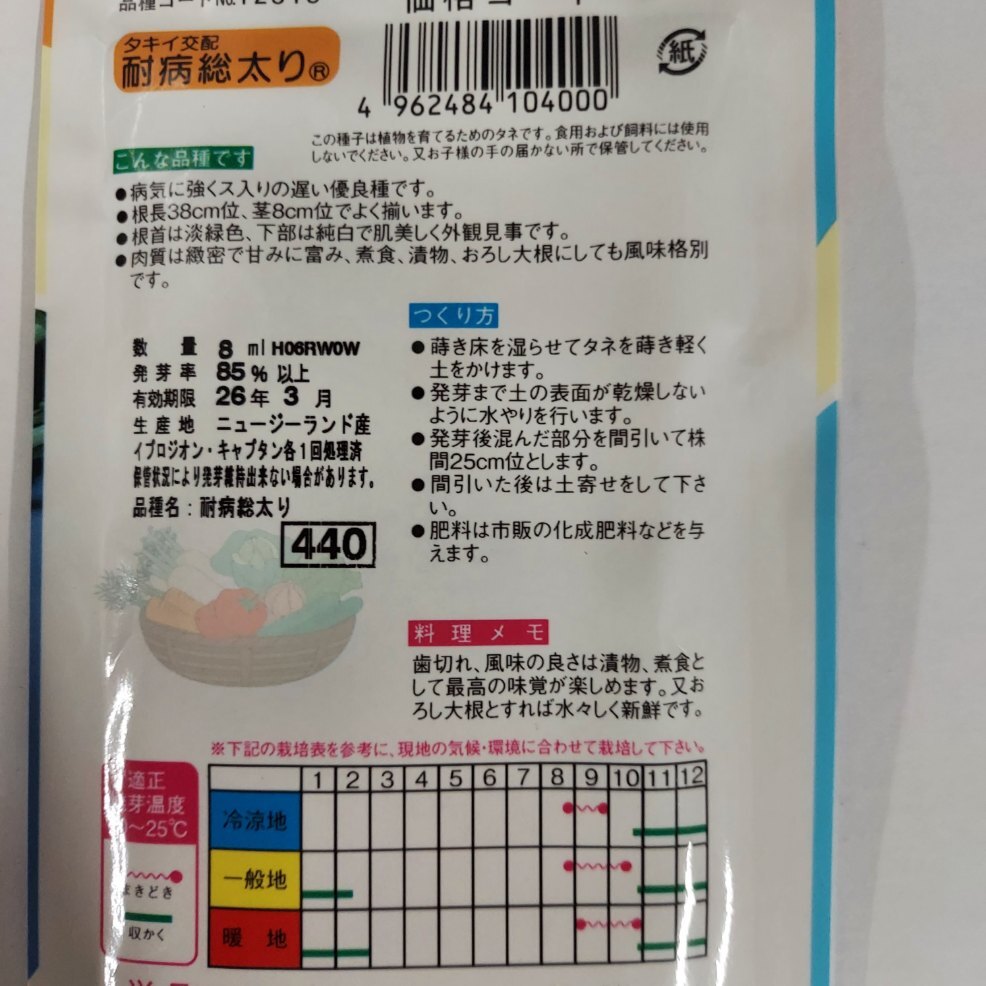 タキイ交配
耐病総太り®
紙
4 962484 104000
この種子は植物を育てるためのタネです。食用および飼料には使用
しないでください。又お子様の手の届かない所で保管してください。
こんな品種です
●病気に強くス入りの遅い優良種です。
●根長38cm位、茎8cm位でよく揃います。
●根首は淡緑色、下部は純白で肌美しく外観見事です。
●肉質は緻密で甘みに富み、煮食、漬物、おろし大根にしても風味格別
です。
数 量 8 ml H06RW0W
発芽率 85% 以上
有効期限 26年 3 月
生産地 ニュージーランド産
イプロジオン・キャプタン各1回処理済
保管状況により発芽維持出来ない場合があります。
品種名：耐病総太り
440
つくり方
●蒔き床を湿らせてタネを蒔き軽く
土をかけます。
●発芽まで土の表面が乾燥しない
ように水やりを行います。
●発芽後混んだ部分を間引いて株
間25cm位とします。
●間引いた後は土寄せをして下さ
い。
●肥料は市販の化成肥料などを与
えます。
料理メモ
歯切れ、風味の良さは漬物、煮食と
して最高の味覚が楽しめます。又お
ろし大根とすれば水々しく新鮮です。
※下記の栽培表を参考に、現地の気候・環境に合わせて栽培して下さい。
適正
芽温度
～25℃
まきどき
収かく
1 2 3 4 5 6 7 8 9 10 11 12
冷涼地
一般地
暖 地